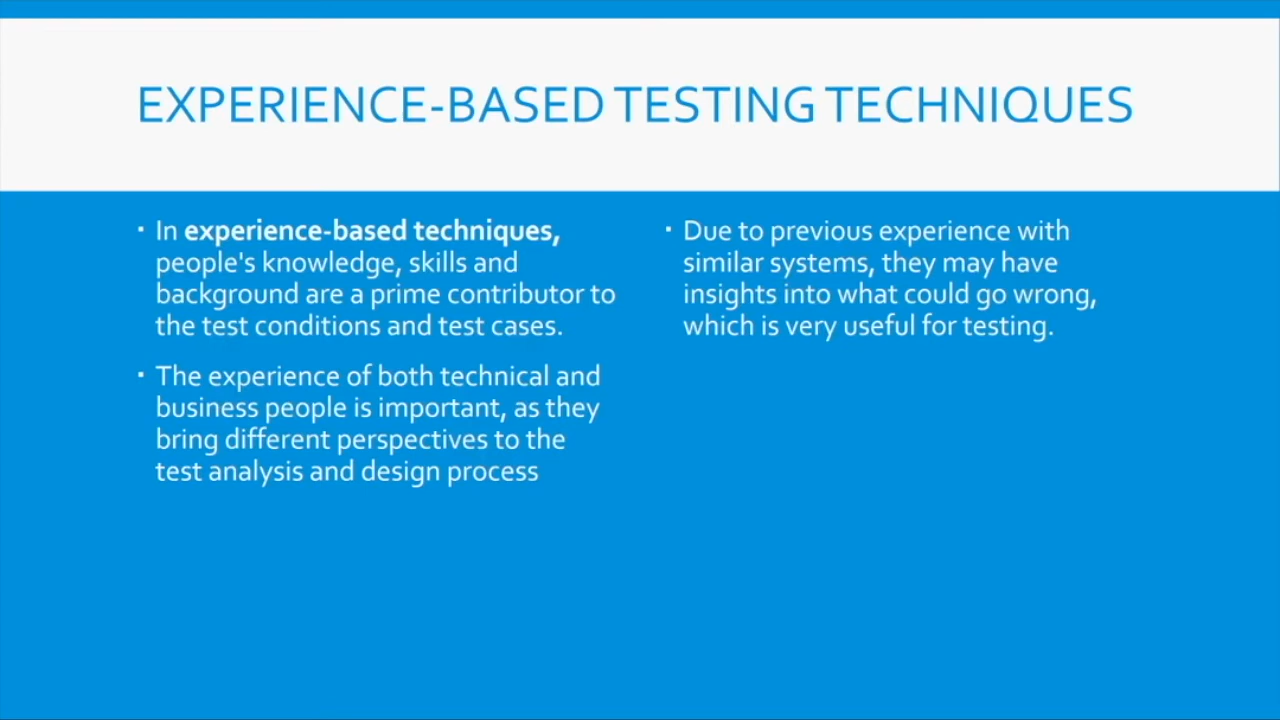 EXPERIENCE-BASED TESTING TECHNIQUES
▪ In experience-based techniques,
people's knowledge, skills and
background are a prime contributor to
the test conditions and test cases.
▪ The experience of both technical and
business people is important, as they
bring different perspectives to the
test analysis and design process
▪ Due to previous experience with
similar systems, they may have
insights into what could go wrong,
which is very useful for testing.